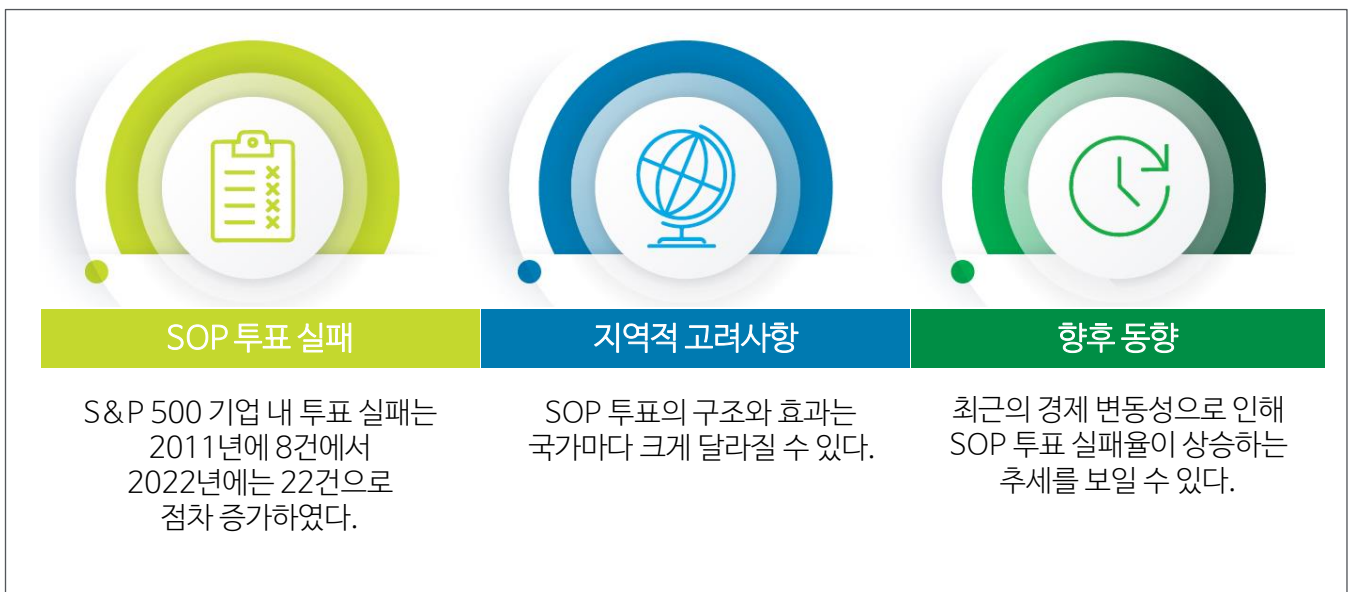 SOP 투표 실패
S&P 500 기업 내 투표 실패는
2011년에 8건에서
2022년에는 22건으로
점차 증가하였다.
지역적 고려사항
SOP 투표의 구조와 효과는
국가마다 크게 달라질 수 있다.
향후 동향
최근의 경제 변동성으로 인해
SOP 투표 실패율이 상승하는
추세를 보일 수 있다.